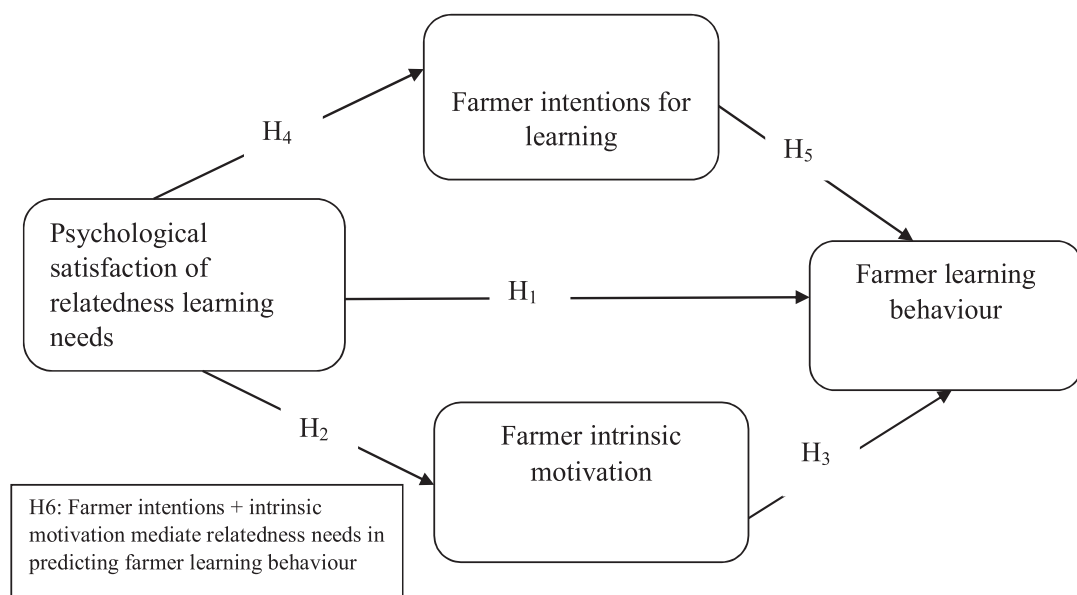 Farmer intentions for
learning
H₄
H₅
Psychological
satisfaction of
relatedness learning
needs
H₁
Farmer learning
behaviour
H₂
Farmer intrinsic
motivation
H₃
H6: Farmer intentions + intrinsic
motivation mediate relatedness needs in
predicting farmer learning behaviour